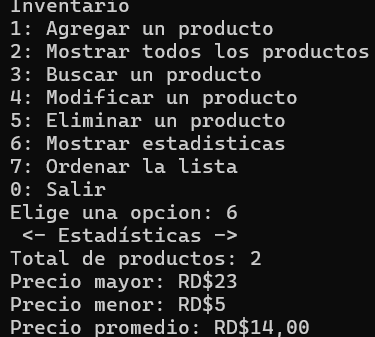 Inventario
1: Agregar un producto
2: Mostrar todos los productos
3: Buscar un producto
4: Modificar un producto
5: Eliminar un producto
6: Mostrar estadisticas
7: Ordenar la lista
0: Salir
Elige una opcion: 6
<- Estadísticas ->
Total de productos: 2
Precio mayor: RD$23
Precio menor: RD$5
Precio promedio: RD$14,00